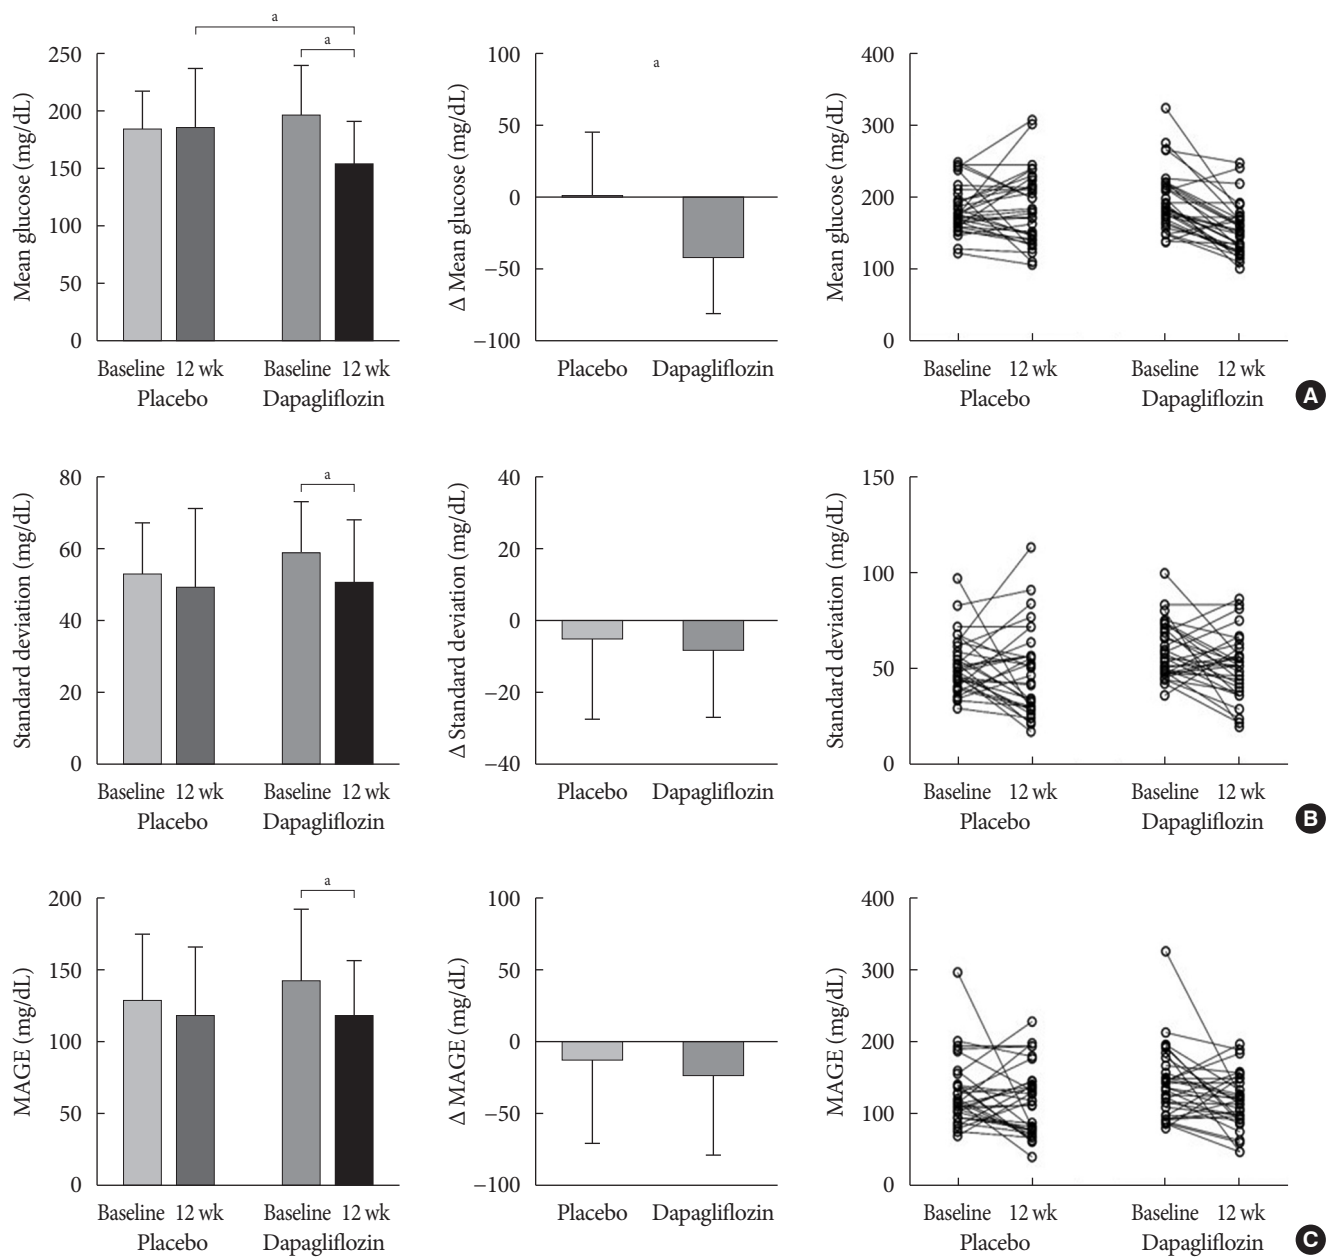 a
a
250
200
150
100
50
0
Mean glucose (mg/dL)
Baseline 12 wk Baseline 12 wk
Placebo Dapagliflozin
a
100
50
0
−50
−100
Δ Mean glucose (mg/dL)
Placebo Dapagliflozin
400
300
200
100
0
Mean glucose (mg/dL)
Baseline 12 wk Baseline 12 wk
Placebo Dapagliflozin
A
a
80
60
40
20
0
Standard deviation (mg/dL)
Baseline 12 wk Baseline 12 wk
Placebo Dapagliflozin
40
20
0
−20
−40
Δ Standard deviation (mg/dL)
Placebo Dapagliflozin
150
100
50
0
Standard deviation (mg/dL)
Baseline 12 wk Baseline 12 wk
Placebo Dapagliflozin
B
a
200
150
100
50
0
MAGE (mg/dL)
Baseline 12 wk Baseline 12 wk
Placebo Dapagliflozin
100
50
0
−50
−100
Δ MAGE (mg/dL)
Placebo Dapagliflozin
400
300
200
100
0
MAGE (mg/dL)
Baseline 12 wk Baseline 12 wk
Placebo Dapagliflozin
C